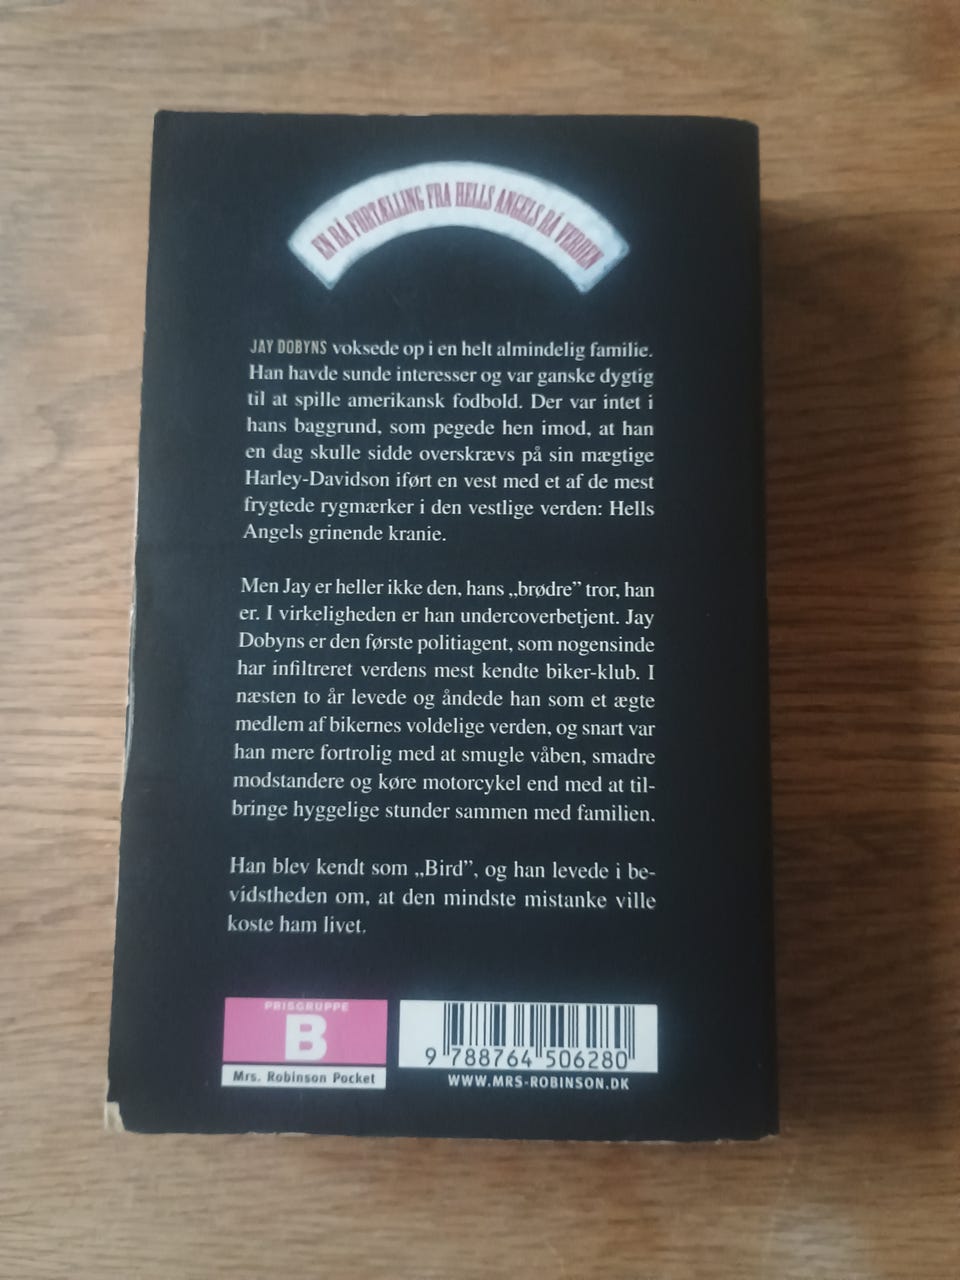 EN RÅ FORTÆLLING FRA HELLS ANGELS RÅ VERDEN
JAY DOBYNS voksede op i en helt almindelig familie.
Han havde sunde interesser og var ganske dygtig
til at spille amerikansk fodbold. Der var intet i
hans baggrund, som pegede hen imod, at han
en dag skulle sidde overskrævs på sin mægtige
Harley-Davidson iført en vest med et af de mest
frygtede rygmærker i den vestlige verden: Hells
Angels grinende kranie.
Men Jay er heller ikke den, hans „brødre” tror, han
er. I virkeligheden er han undercoverbetjent. Jay
Dobyns er den første politiagent, som nogensinde
har infiltreret verdens mest kendte biker-klub. I
næsten to år levede og åndede han som et ægte
medlem af bikernes voldelige verden, og snart var
han mere fortrolig med at smugle våben, smadre
modstandere og køre motorcykel end med at til-
bringe hyggelige stunder sammen med familien.
Han blev kendt som „Bird”, og han levede i be-
vidstheden om, at den mindste mistanke ville
koste ham livet.
PRISGRUPPE
B
Mrs. Robinson Pocket
9 788764 506280
WWW.MRS-ROBINSON.DK